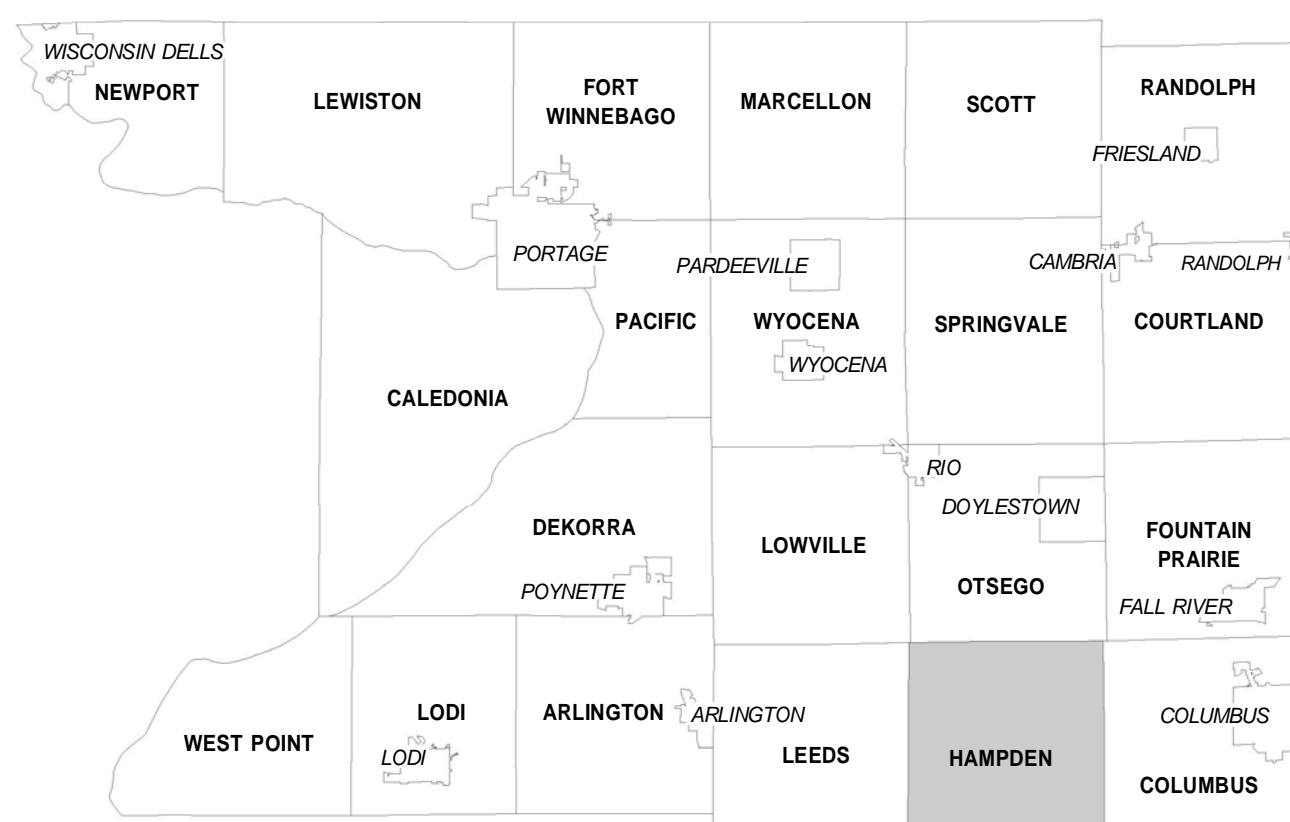 WISCONSIN DELLS
NEWPORT
LEWISTON
FORT
WINNEBAGO
MARCELLON
SCOTT
RANDOLPH
FRIESLAND
PORTAGE
PARDEEVILLE
CAMBRIA
RANDOLPH
PACIFIC
WYOCENA
SPRINGVALE
COURTLAND
WYOCENA
CALEDONIA
RIO
DOYLESTOWN
DEKORRA
LOWVILLE
FOUNTAIN
PRAIRIE
POYNETTE
OTSEGO
FALL RIVER
LODI
ARLINGTON
ARLINGTON
COLUMBUS
WEST POINT
LODI
LEEDS
HAMPDEN
COLUMBUS